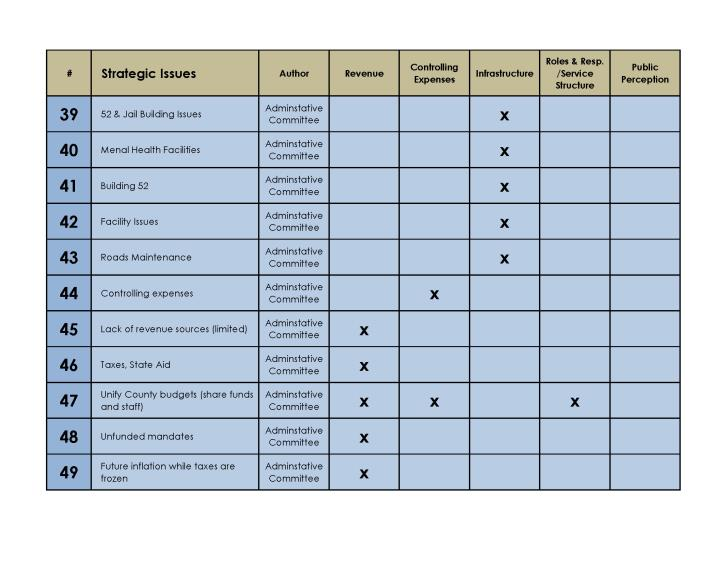 # Strategic Issues Author Revenue Controlling Expenses Infrastructure Roles & Resp. /Service Structure Public Perception
39 52 & Jail Building Issues Adminstative Committee x
40 Menal Health Facilities Adminstative Committee x
41 Building 52 Adminstative Committee x
42 Facility Issues Adminstative Committee x
43 Roads Maintenance Adminstative Committee x
44 Controlling expenses Adminstative Committee x
45 Lack of revenue sources (limited) Adminstative Committee x
46 Taxes, State Aid Adminstative Committee x
47 Unify County budgets (share funds and staff) Adminstative Committee x x x
48 Unfunded mandates Adminstative Committee x
49 Future inflation while taxes are frozen Adminstative Committee x